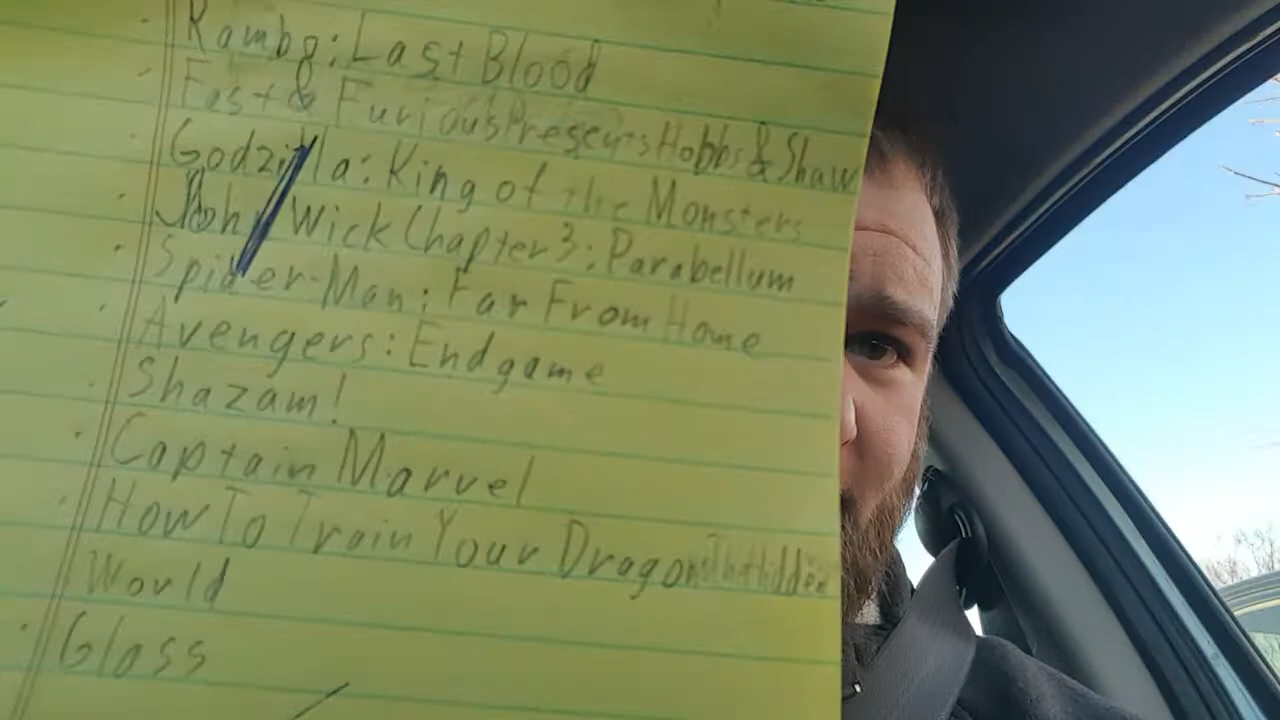 Rambo: Last Blood
Fast & Furious Presents Hobbs & Shaw
Godzilla: King of the Monsters
John Wick Chapter 3: Parabellum
Spider-Man: Far From Home
Avengers: Endgame
Shazam!
Captain Marvel
How To Train Your Dragon The Hidden
World
Glass